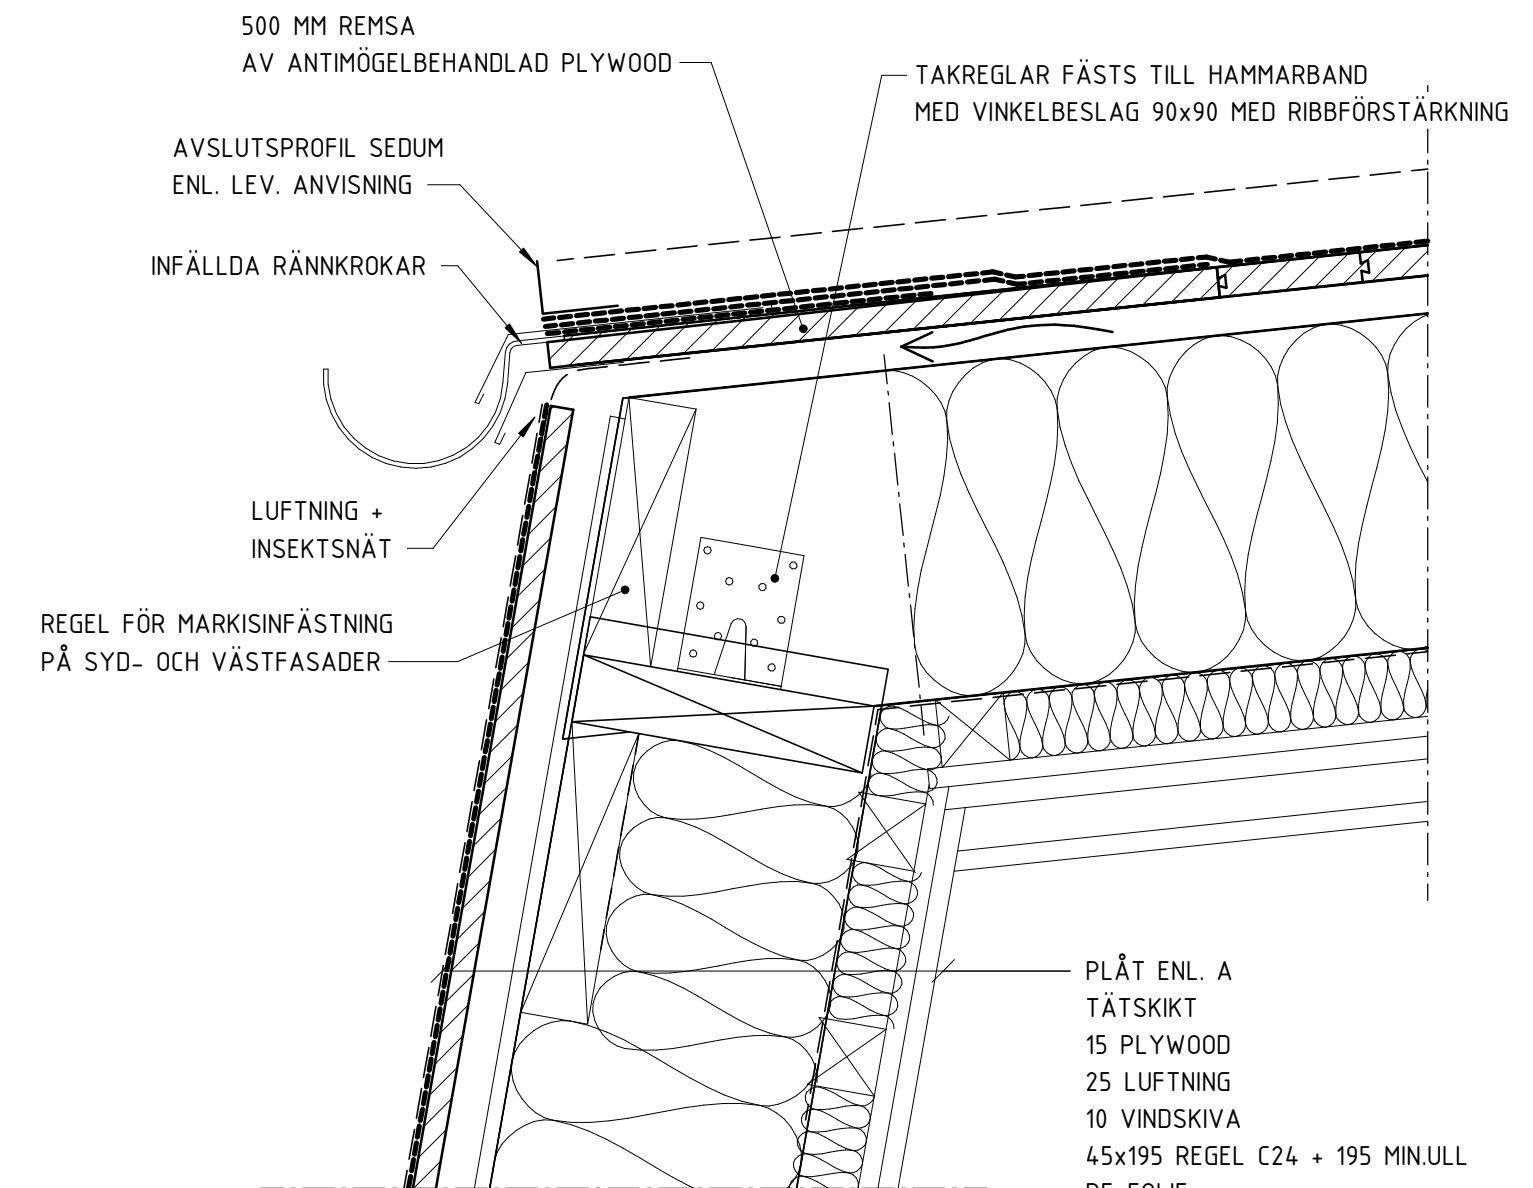 500 MM REMSA
AV ANTIMÖGELBEHANDLAD PLYWOOD
TAKREGLAR FÄSTS TILL HAMMARBAND
MED VINKELBESLAG 90x90 MED RIBBFÖRSTÄRKNING
AVSLUTSPROFIL SEDUM
ENL. LEV. ANVISNING
INFÄLLDA RÄNNKROKAR
LUFTNING +
INSEKTSNÄT
REGEL FÖR MARKISINFÄSTNING
PÅ SYD- OCH VÄSTFASADER
PLÅT ENL. A
TÄTSKIKT
15 PLYWOOD
25 LUFTNING
10 VINDSKIVA
45x195 REGEL C24 + 195 MIN.ULL